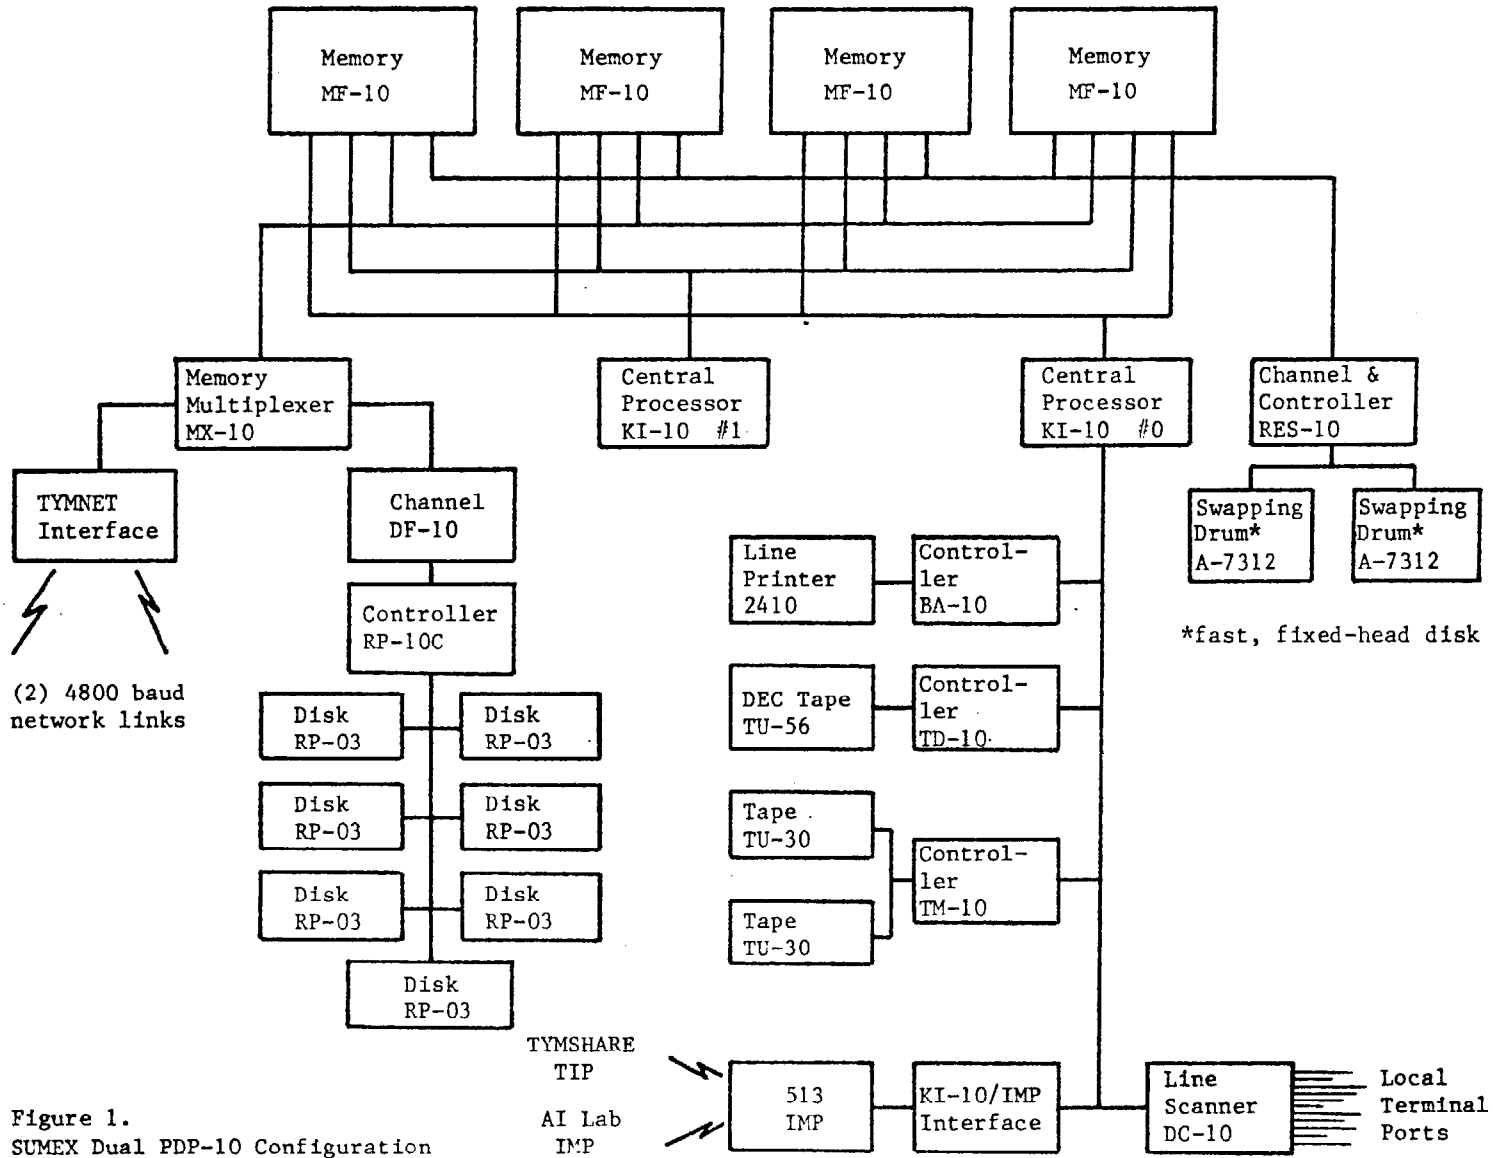 Memory
MF-10
Memory
MF-10
Memory
MF-10
Memory
MF-10
Memory
Multiplexer
MX-10
Central
Processor
KI-10 #1
Central
Processor
KI-10 #0
Channel &
Controller
RES-10
TYMNET
Interface
Channel
DF-10
Swapping
Drum*
A-7312
Swapping
Drum*
A-7312
Line
Printer
2410
Control-
ler
BA-10
Controller
RP-10C
*fast, fixed-head disk
(2) 4800 baud
network links
DEC Tape
TU-56
Control-
ler
TD-10
Disk
RP-03
Disk
RP-03
Disk
RP-03
Disk
RP-03
Disk
RP-03
Disk
RP-03
Disk
RP-03
Tape
TU-30
Tape
TU-30
Control-
ler
TM-10
TYMSHARE
TIP
AI Lab
IMP
513
IMP
KI-10/IMP
Interface
Line
Scanner
DC-10
Local
Terminal
Ports
Figure 1.
SUMEX Dual PDP-10 Configuration